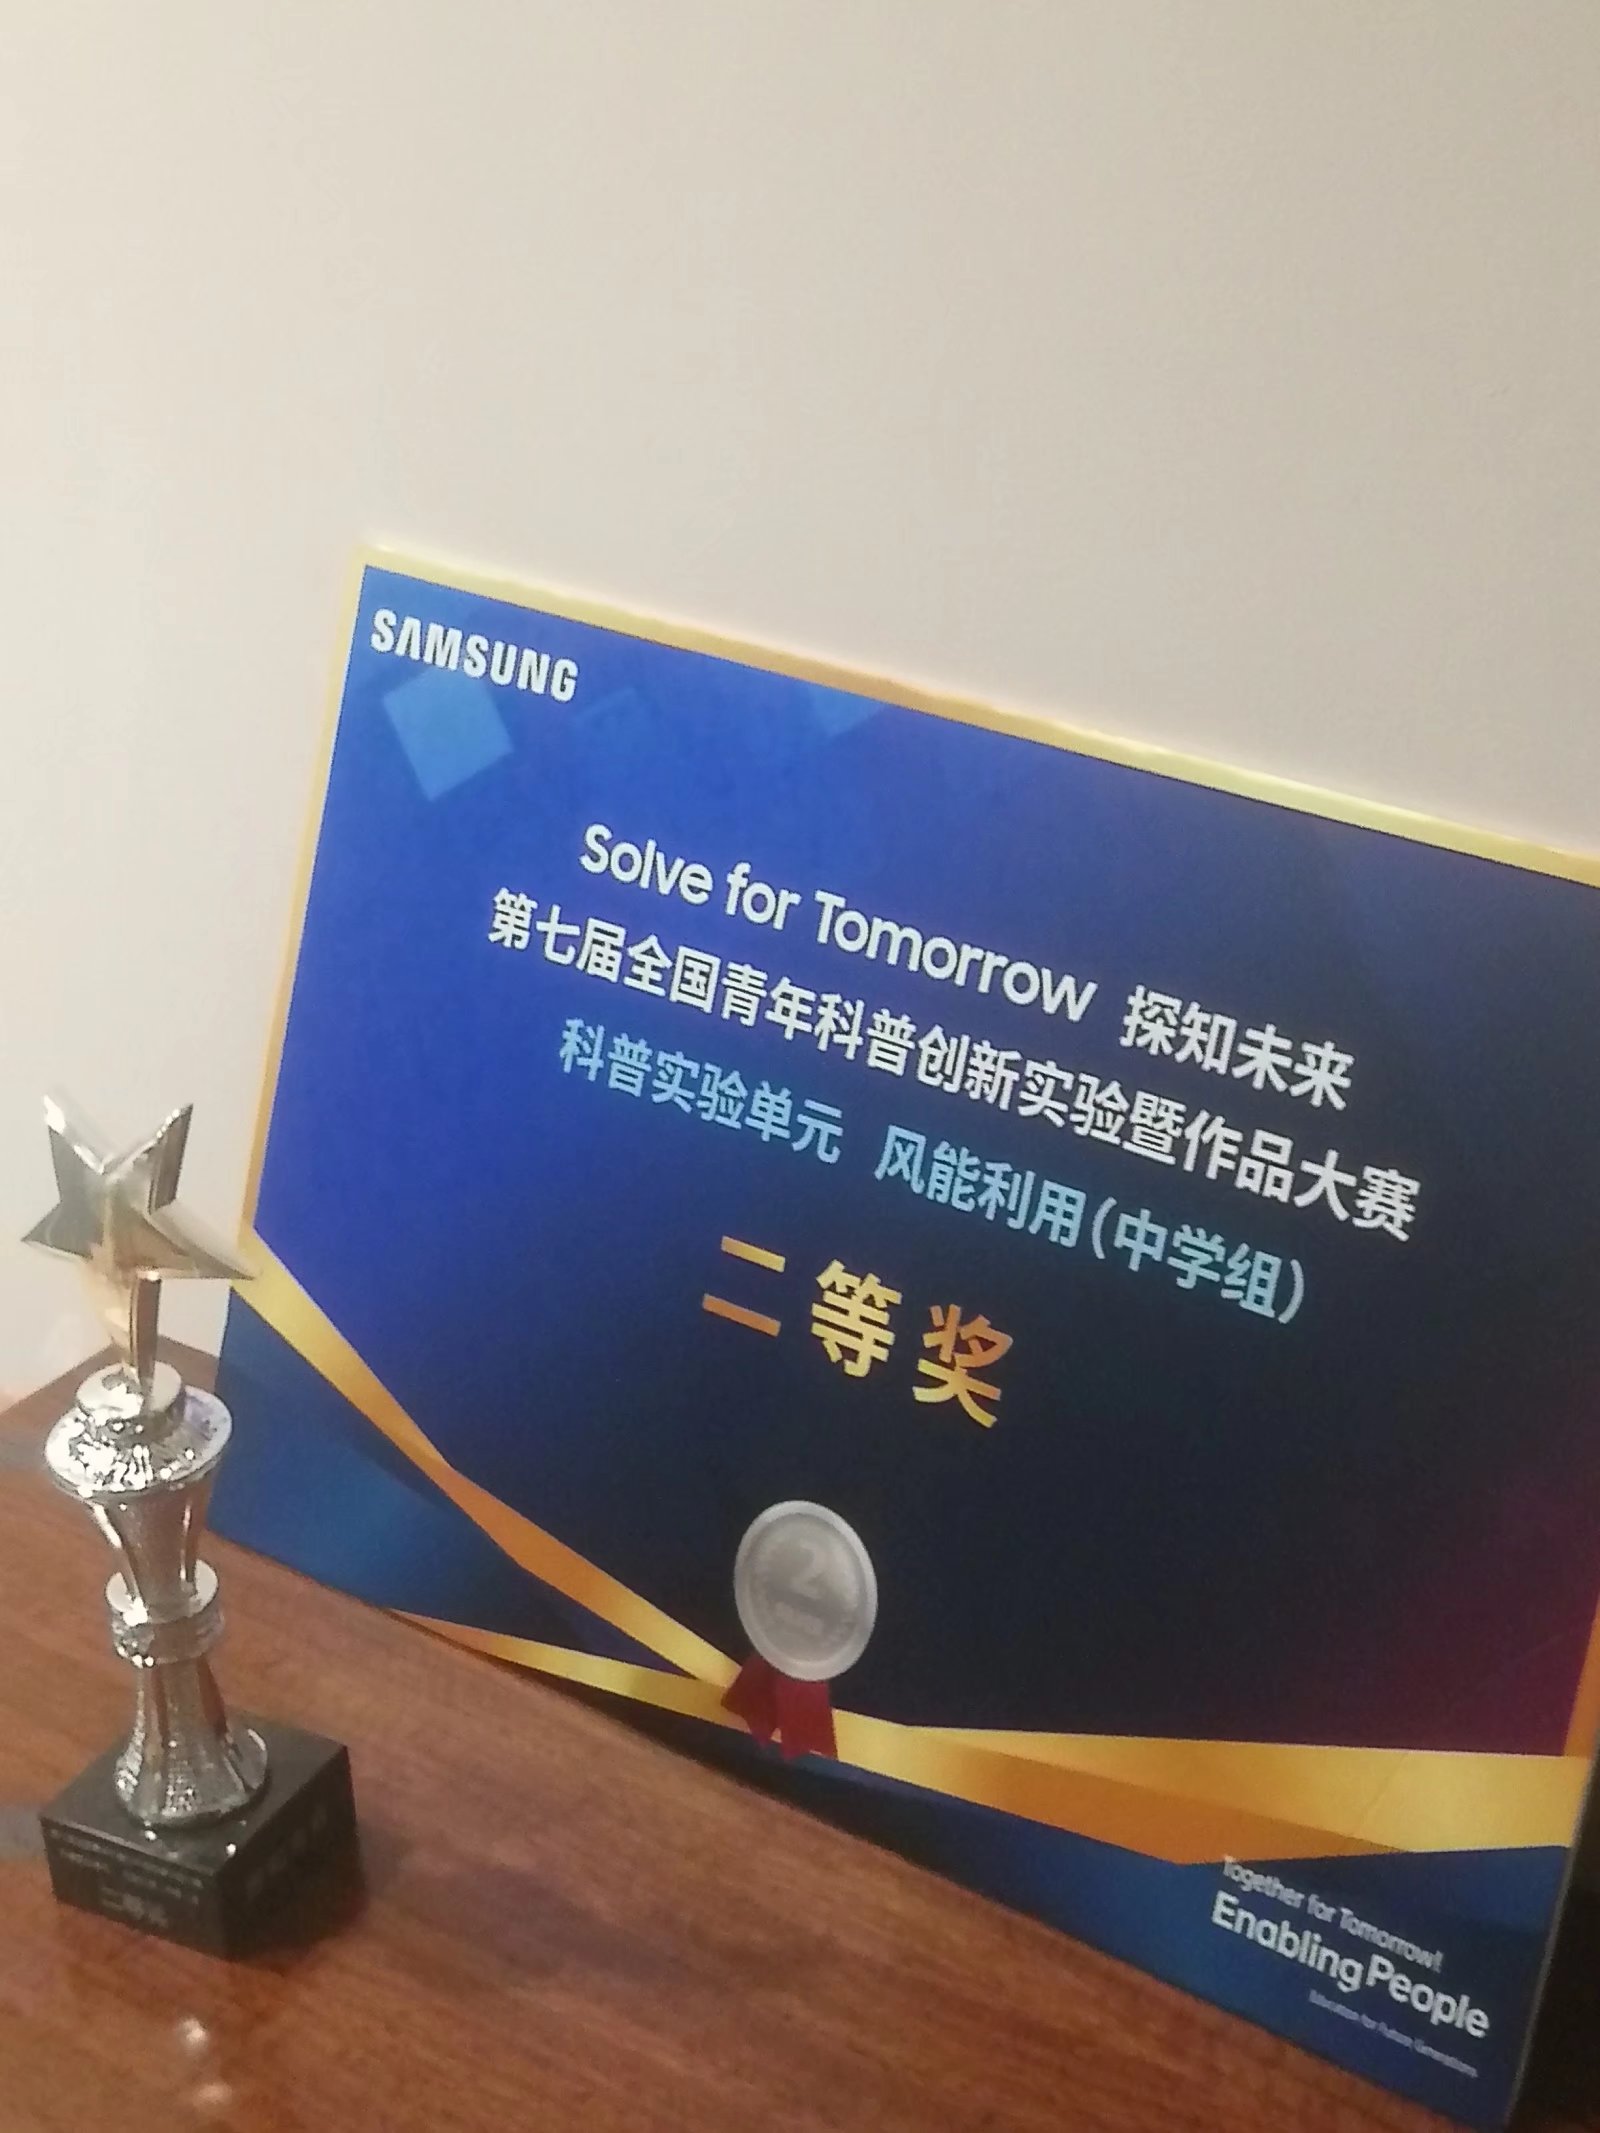 SAMSUNG
Solve for Tomorrow 探知未来
第七届全国青年科普创新实验暨作品大赛
科普实验单元 风能利用(中学组)
二等奖
2
Together for Tomorrow!
Enabling People
Education for Future Generations
二等奖